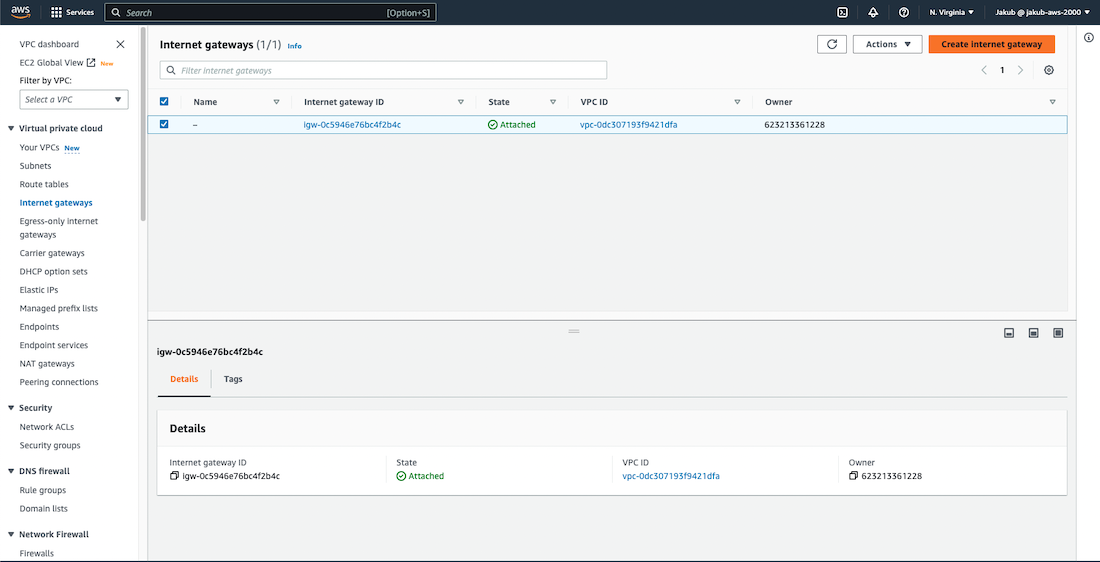 aws Services Search [Option+S] N. Virginia Jakub @ jakub-aws-2000
VPC dashboard
EC2 Global View New
Filter by VPC:
Select a VPC
Virtual private cloud
Your VPCs New
Subnets
Route tables
Internet gateways
Egress-only internet
gateways
Carrier gateways
DHCP option sets
Elastic IPs
Managed prefix lists
Endpoints
Endpoint services
NAT gateways
Peering connections
Security
Network ACLs
Security groups
DNS firewall
Rule groups
Domain lists
Network Firewall
Firewalls
Internet gateways (1/1) Info
Actions
Create internet gateway
Filter internet gateways
1
Name Internet gateway ID State VPC ID Owner
– igw-0c5946e76bc4f2b4c Attached vpc-0dc307193f9421dfa 623213361228
igw-0c5946e76bc4f2b4c
Details Tags
Details
Internet gateway ID State VPC ID Owner
igw-0c5946e76bc4f2b4c Attached vpc-0dc307193f9421dfa 623213361228